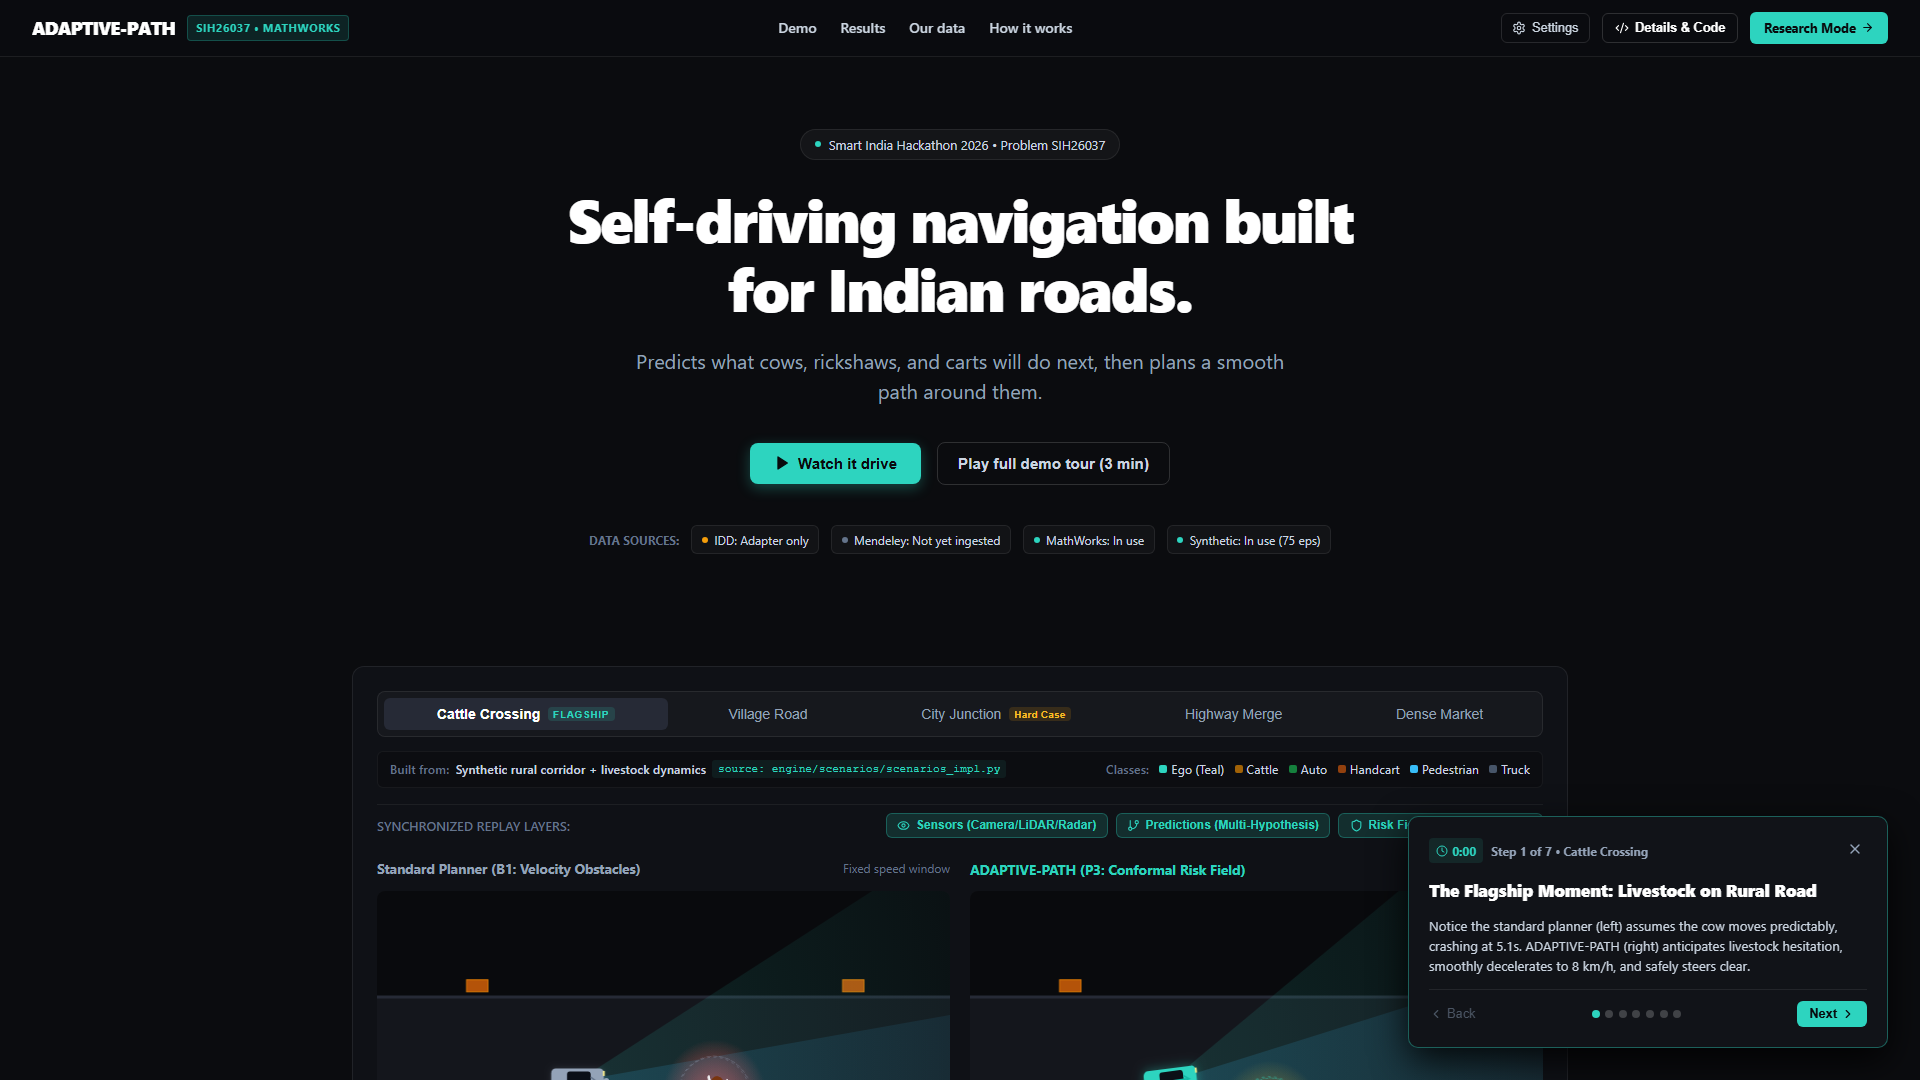 ADAPTIVE-PATH
SIH26037 • MATHWORKS
Demo
Results
Our data
How it works
Settings
</> Details & Code
Research Mode →
Smart India Hackathon 2026 • Problem SIH26037
Self-driving navigation built
for Indian roads.
Predicts what cows, rickshaws, and carts will do next, then plans a smooth
path around them.
Watch it drive
Play full demo tour (3 min)
DATA SOURCES:
IDD: Adapter only
Mendeley: Not yet ingested
MathWorks: In use
Synthetic: In use (75 eps)
Cattle Crossing FLAGSHIP
Village Road
City Junction Hard Case
Highway Merge
Dense Market
Built from: Synthetic rural corridor + livestock dynamics source: engine/scenarios/scenarios_impl.py
Classes: Ego (Teal) Cattle Auto Handcart Pedestrian Truck
SYNCHRONIZED REPLAY LAYERS:
Sensors (Camera/LiDAR/Radar)
Predictions (Multi-Hypothesis)
Risk
Standard Planner (B1: Velocity Obstacles)
Fixed speed window
ADAPTIVE-PATH (P3: Conformal Risk Field)
0:00 Step 1 of 7 • Cattle Crossing
The Flagship Moment: Livestock on Rural Road
Notice the standard planner (left) assumes the cow moves predictably,
crashing at 5.1s. ADAPTIVE-PATH (right) anticipates livestock hesitation,
smoothly decelerates to 8 km/h, and safely steers clear.
Back
Next